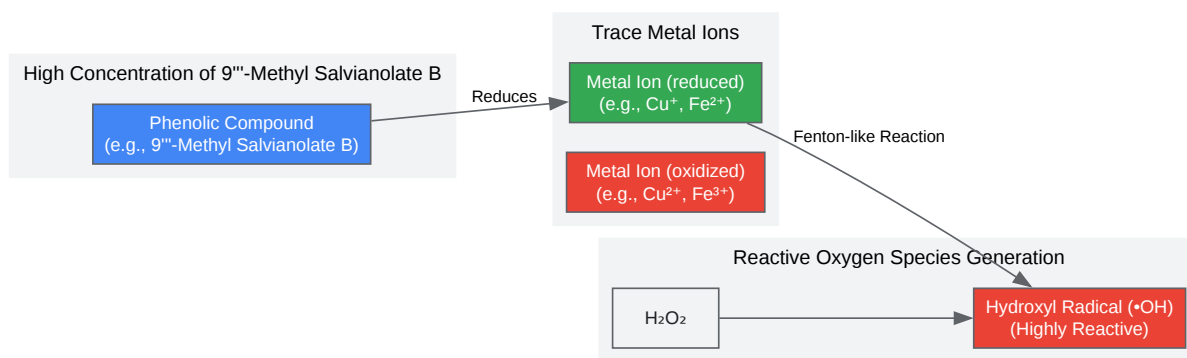 High Concentration of 9'''-Methyl Salvianolate B
Phenolic Compound
(e.g., 9'''-Methyl Salvianolate B)
Reduces
Trace Metal Ions
Metal Ion (reduced)
(e.g., Cu⁺, Fe²⁺)
Metal Ion (oxidized)
(e.g., Cu²⁺, Fe³⁺)
Fenton-like Reaction
Reactive Oxygen Species Generation
H₂O₂
Hydroxyl Radical (•OH)
(Highly Reactive)